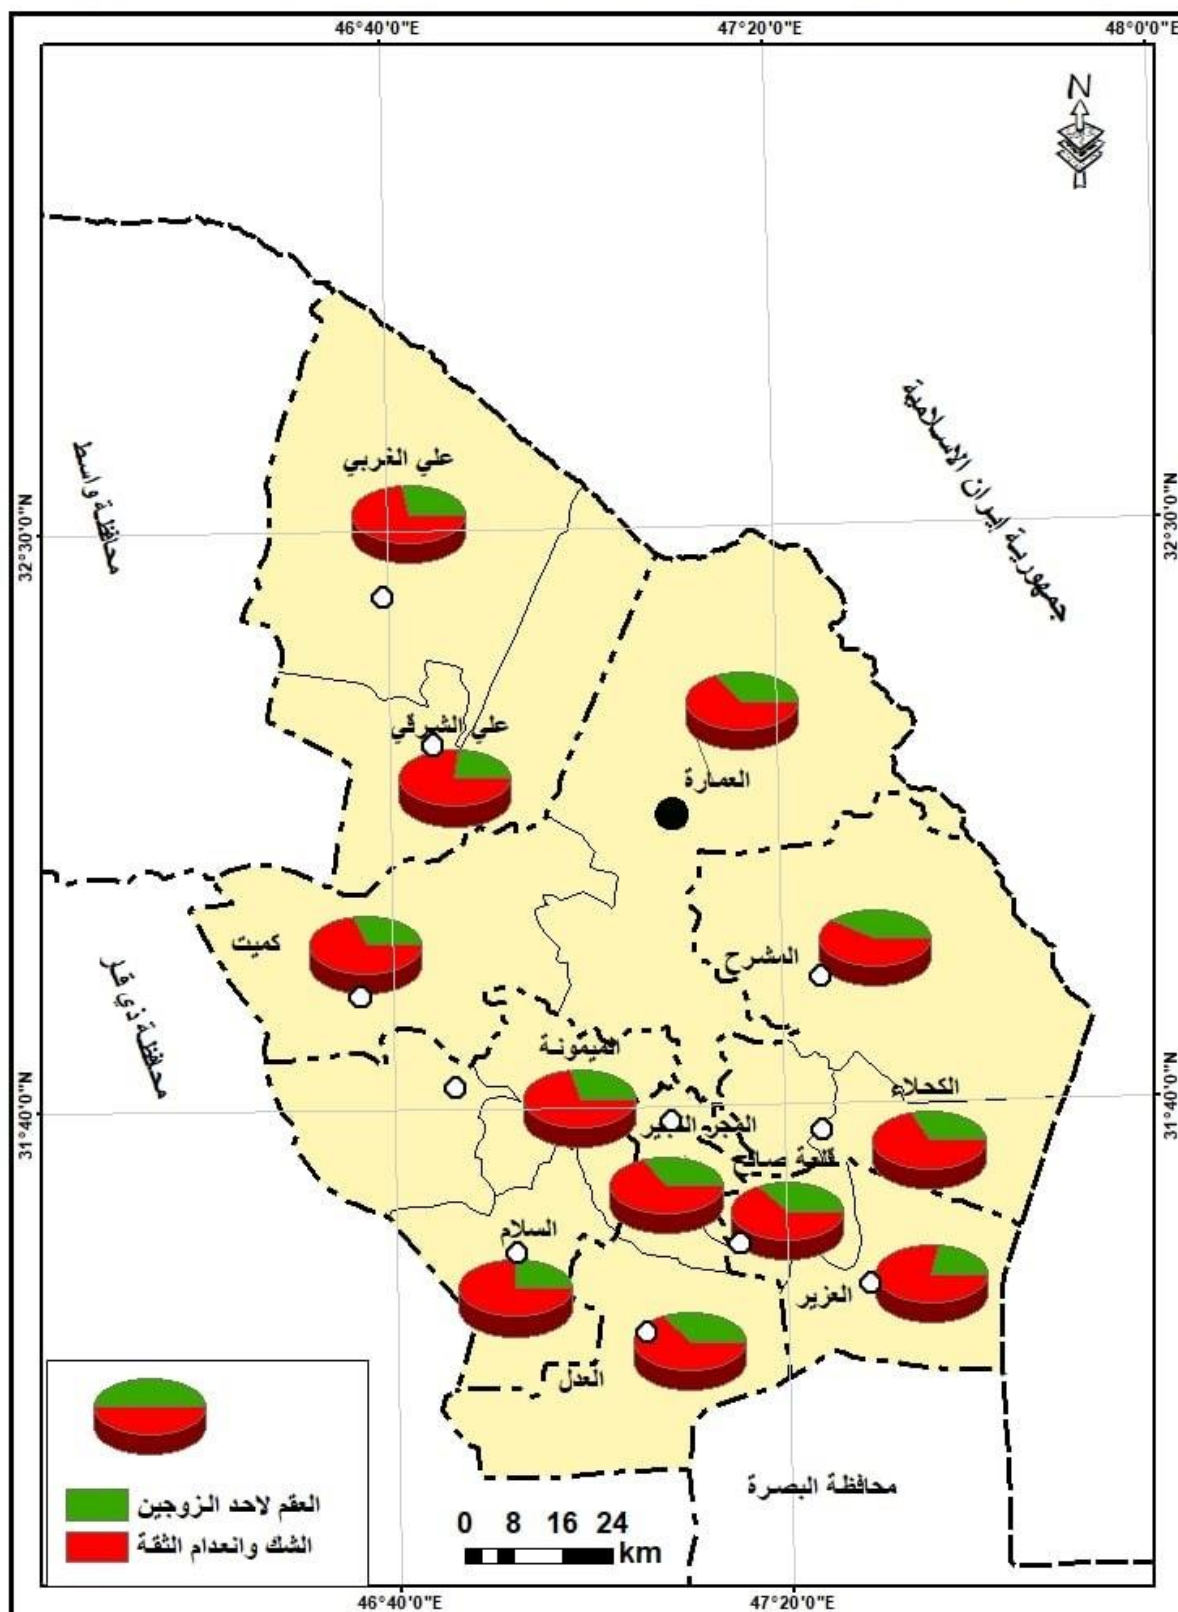 46°40'0"E
47°20'0"E
48°0'0"E
N
جمهورية إيران الاسلامية
علي الغربي
محافظة واسط
32°30'0"N
32°30'0"N
علي الشرقي
العمارة
كميت
المشرح
محافظة ذي قار
الميمونة
الكحلاء
31°40'0"N
31°40'0"N
المجر الكبير
قلعة صالح
السلام
العزير
العدل
محافظة البصرة
العقم لاحد الزوجين
الشك وانعدام الثقة
0 8 16 24
km
46°40'0"E
47°20'0"E